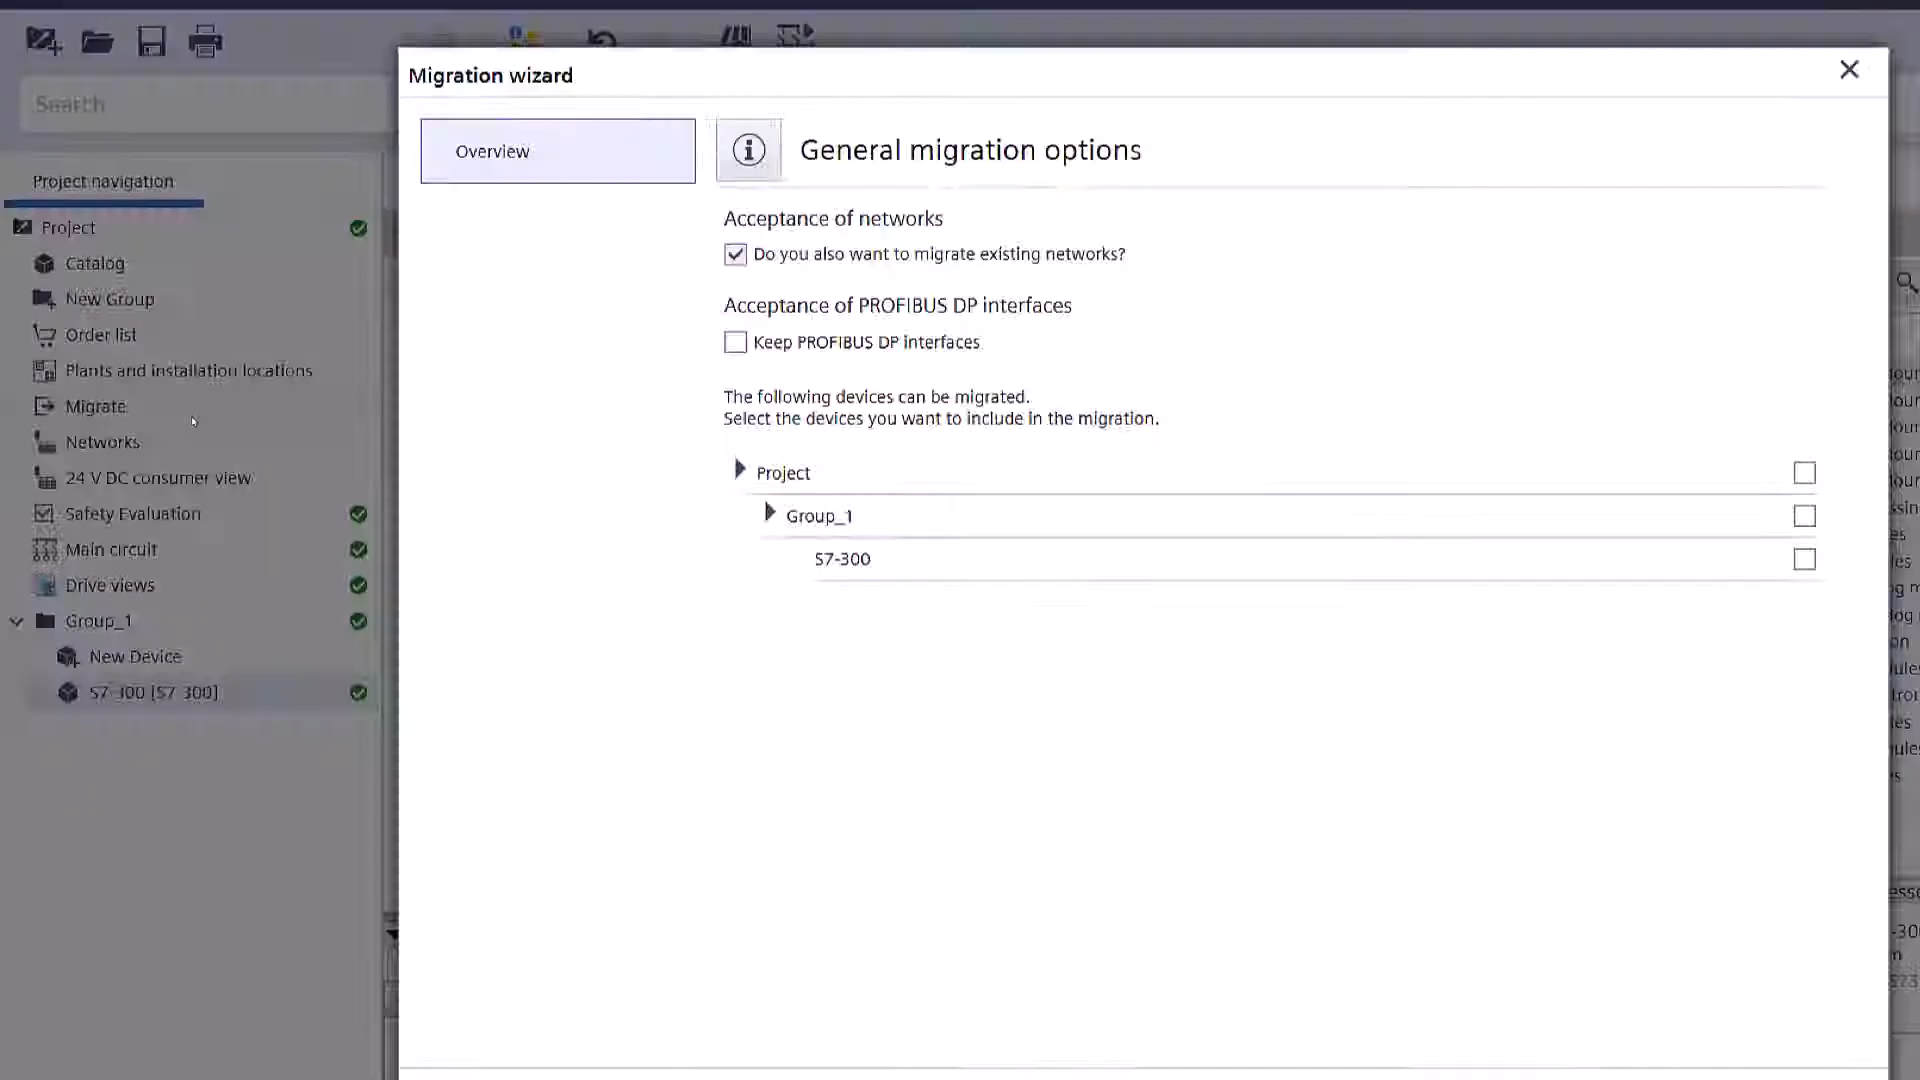 Search
Project navigation
Project
Catalog
New Group
Order list
Plants and installation locations
Migrate
Networks
24 V DC consumer view
Safety Evaluation
Main circuit
Drive views
Group_1
New Device
S7-300 [S7-300]
Migration wizard
Overview
General migration options
Acceptance of networks
Do you also want to migrate existing networks?
Acceptance of PROFIBUS DP interfaces
Keep PROFIBUS DP interfaces
The following devices can be migrated.
Select the devices you want to include in the migration.
Project
Group_1
S7-300